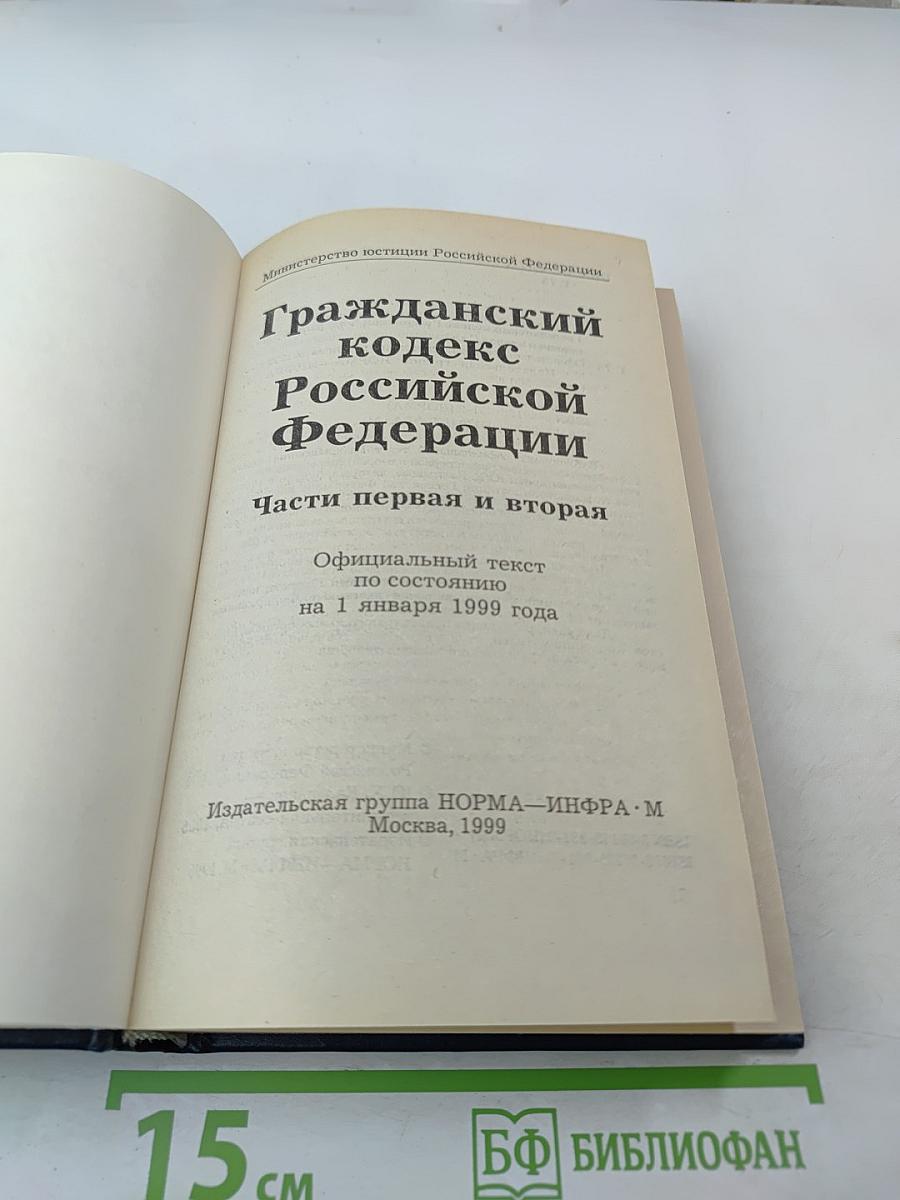 Министерство юстиции Российской Федерации
Гражданский
кодекс
Российской
Федерации
Части первая и вторая
Официальный текст
по состоянию
на 1 января 1999 года
Издательская группа НОРМА—ИНФРА · М
Москва, 1999
15 см
БФ БИБЛИОФАН